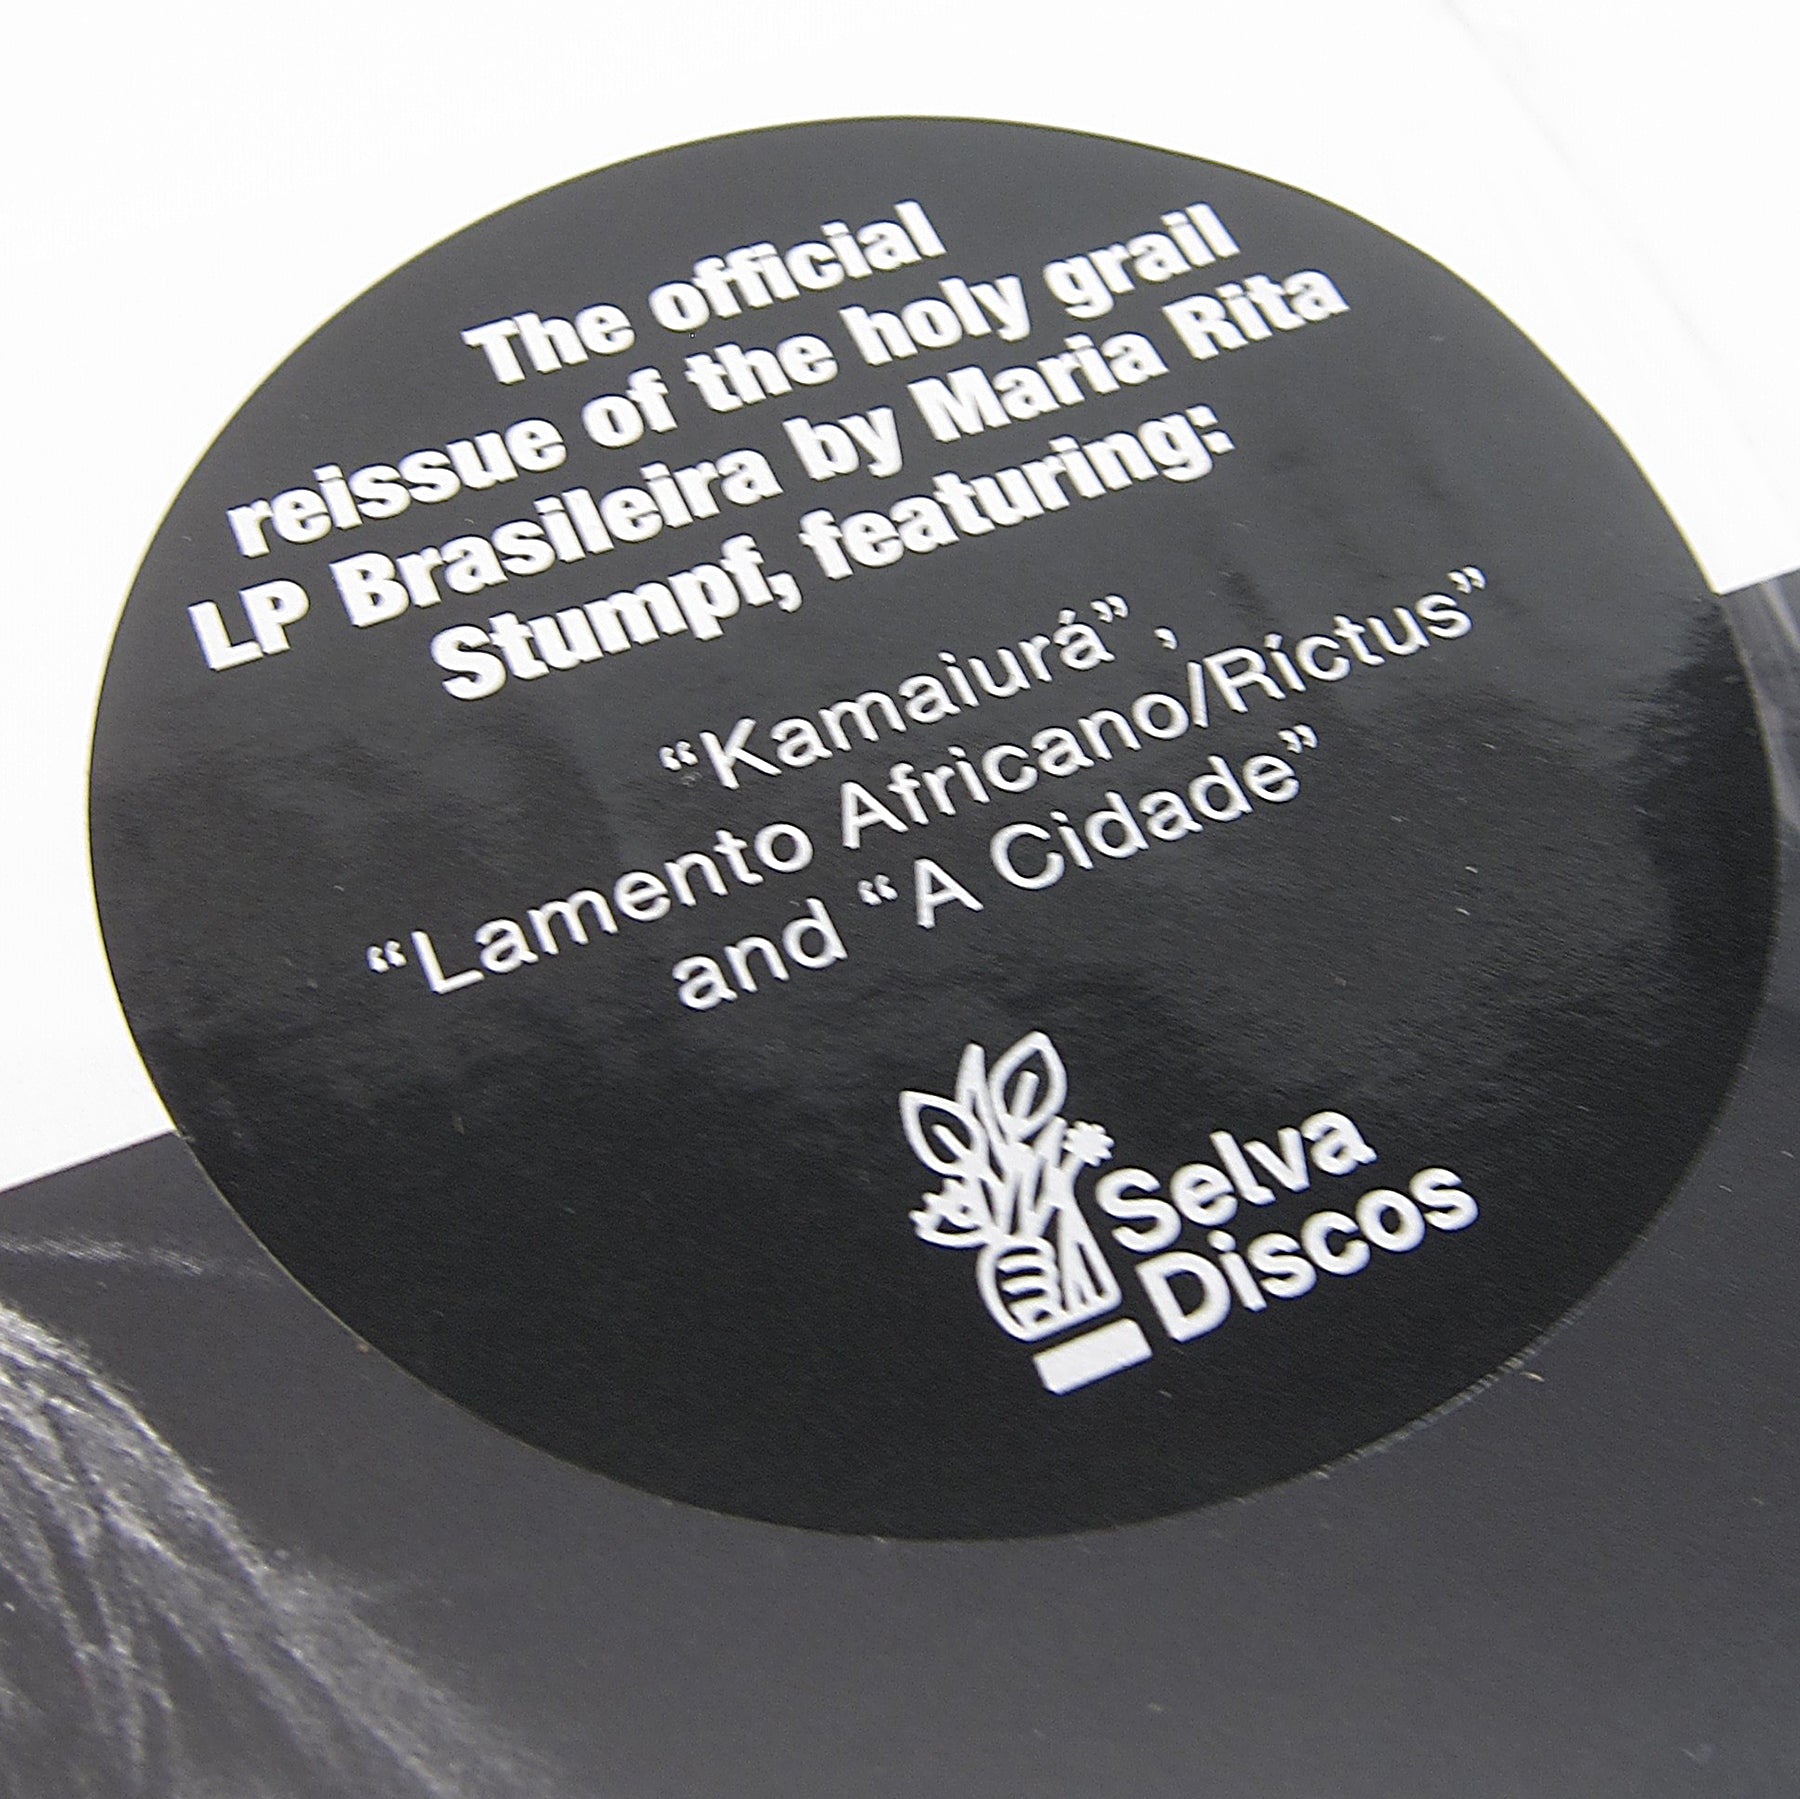 The official
reissue of the holy grail
LP Brasileira by Maria Rita
Stumpf, featuring:
“Kamaiurá”,
“Lamento Africano/Ríctus”
and “A Cidade”
Selva
Discos